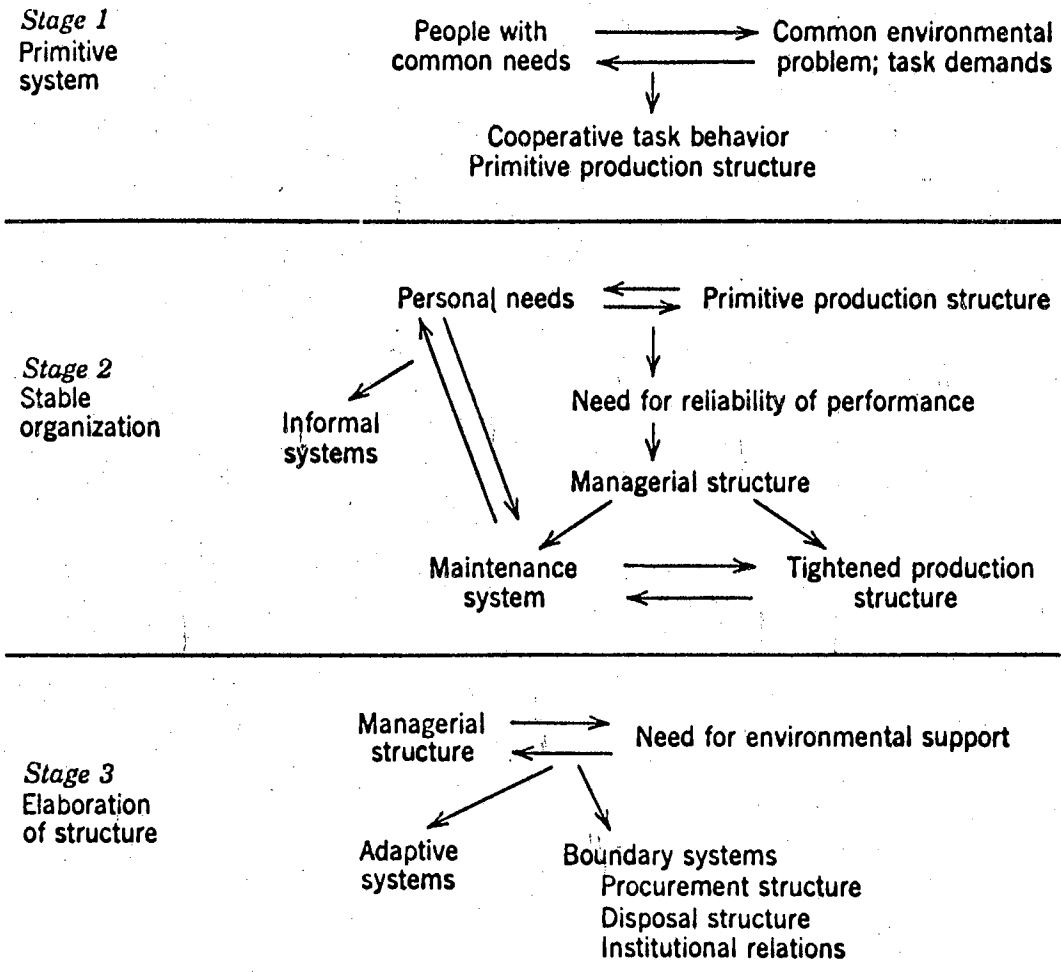 Stage 1
Primitive
system
People with
common needs
Common environmental
problem; task demands
Cooperative task behavior
Primitive production structure
Stage 2
Stable
organization
Personal needs
Primitive production structure
Informal
systems
Need for reliability of performance
Managerial structure
Maintenance
system
Tightened production
structure
Stage 3
Elaboration
of structure
Managerial
structure
Need for environmental support
Adaptive
systems
Boundary systems
Procurement structure
Disposal structure
Institutional relations